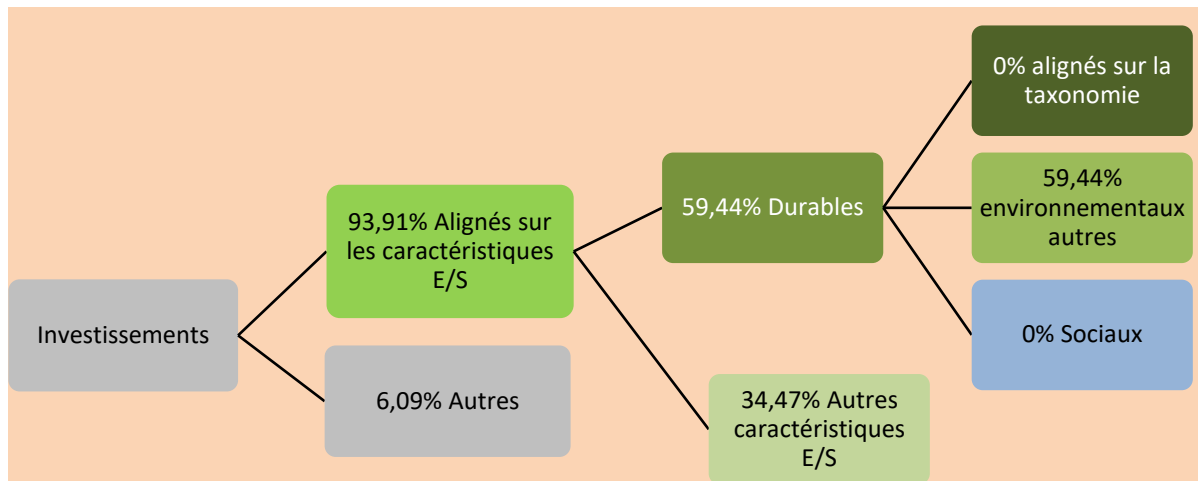 Investissements
93,91% Alignés sur
les caractéristiques
E/S
6,09% Autres
59,44% Durables
34,47% Autres
caractéristiques
E/S
0% alignés sur la
taxonomie
59,44%
environnementaux
autres
0% Sociaux